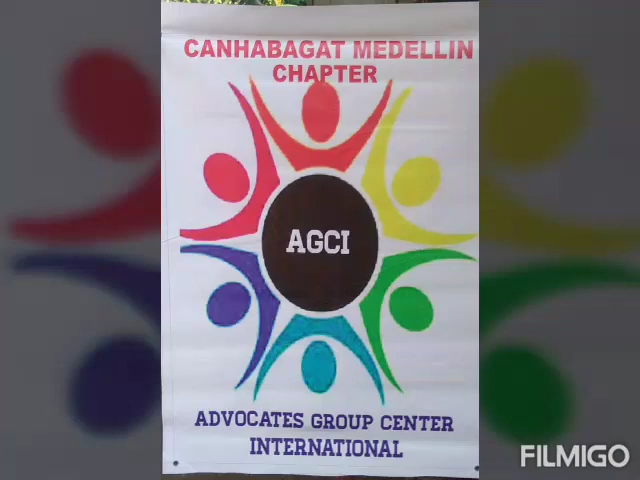 CANHABAGAT MEDELLIN
CHAPTER
AGCI
ADVOCATES GROUP CENTER
INTERNATIONAL
FILMIGO